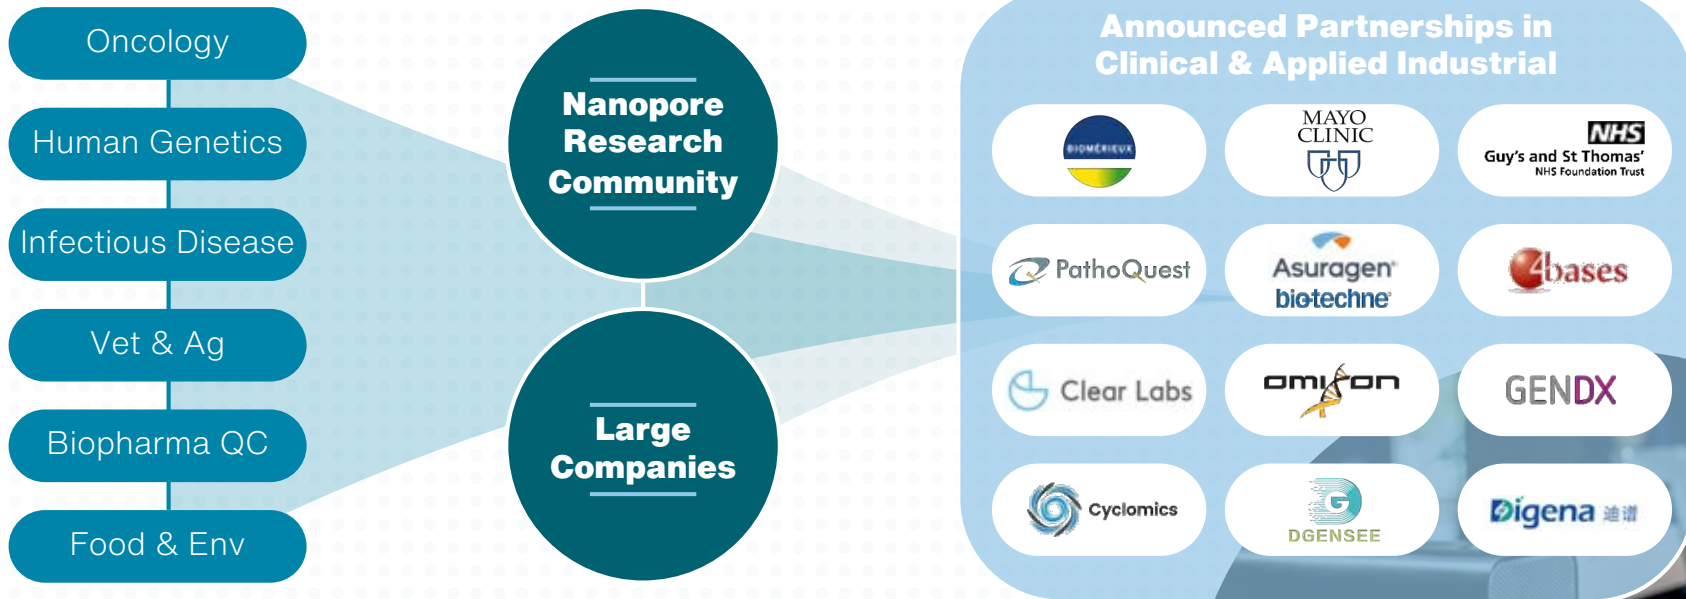 Oncology
Human Genetics
Infectious Disease
Vet & Ag
Biopharma QC
Food & Env
Nanopore
Research
Community
Large
Companies
Announced Partnerships in
Clinical & Applied Industrial
BIOMÉRIEUX
MAYO
CLINIC
NHS
Guy's and St Thomas'
NHS Foundation Trust
PathoQuest
Asuragen
bio-techne
4bases
Clear Labs
omixon
GENDX
Cyclomics
DGENSEE
Digena 迪谱